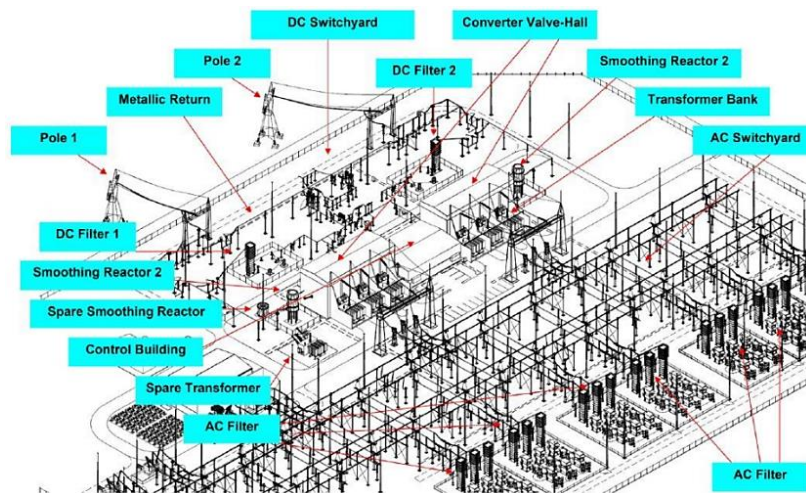 DC Switchyard
Converter Valve-Hall
Pole 2
DC Filter 2
Smoothing Reactor 2
Metallic Return
Transformer Bank
Pole 1
AC Switchyard
DC Filter 1
Smoothing Reactor 2
Spare Smoothing Reactor
Control Building
Spare Transformer
AC Filter
AC Filter